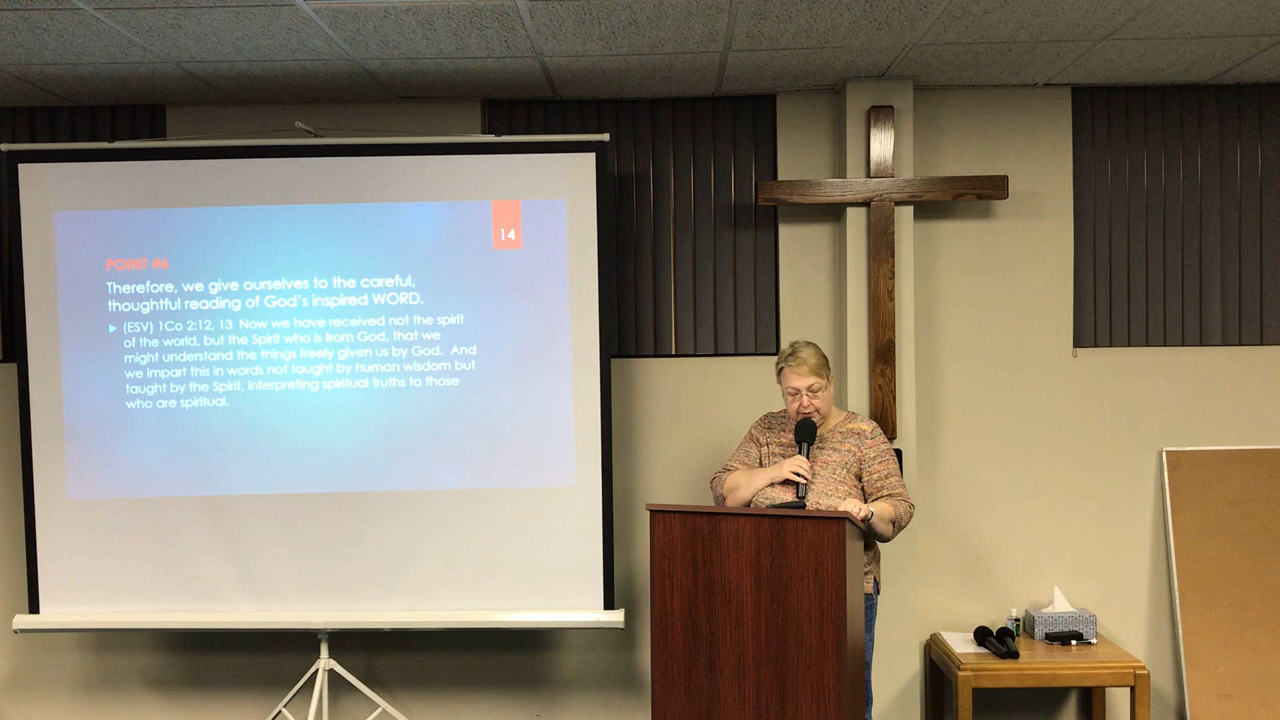 14
POINT #6
Therefore, we give ourselves to the careful,
thoughtful reading of God's inspired WORD.
(ESV) 1Co 2:12, 13 Now we have received not the spirit
of the world, but the Spirit who is from God, that we
might understand the things freely given us by God. And
we impart this in words not taught by human wisdom but
taught by the Spirit, interpreting spiritual truths to those
who are spiritual.